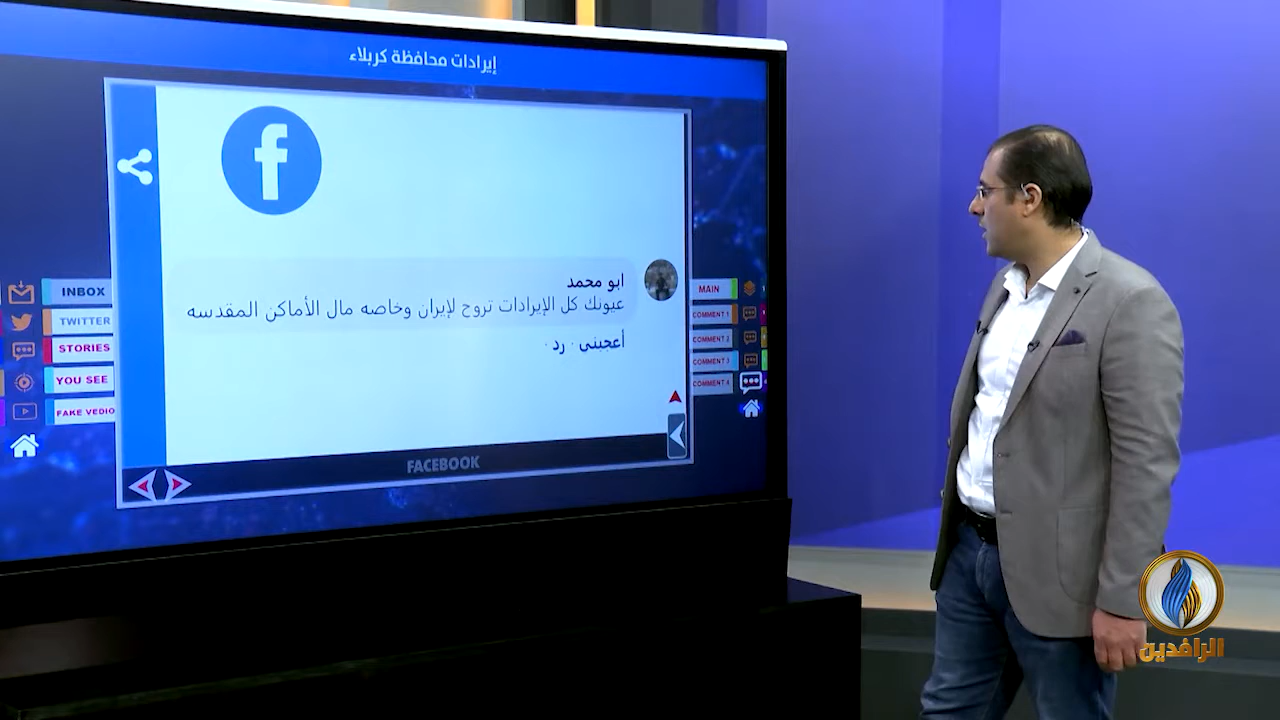 إيرادات محافظة كربلاء
ابو محمد
عيونك كل الإيرادات تروح لإيران وخاصه مال الأماكن المقدسه
أعجبني · رد ·
FACEBOOK
INBOX
TWITTER
STORIES
YOU SEE
FAKE VEDIO
MAIN
COMMENT 1
COMMENT 2
COMMENT 3
COMMENT 4
الرافدين